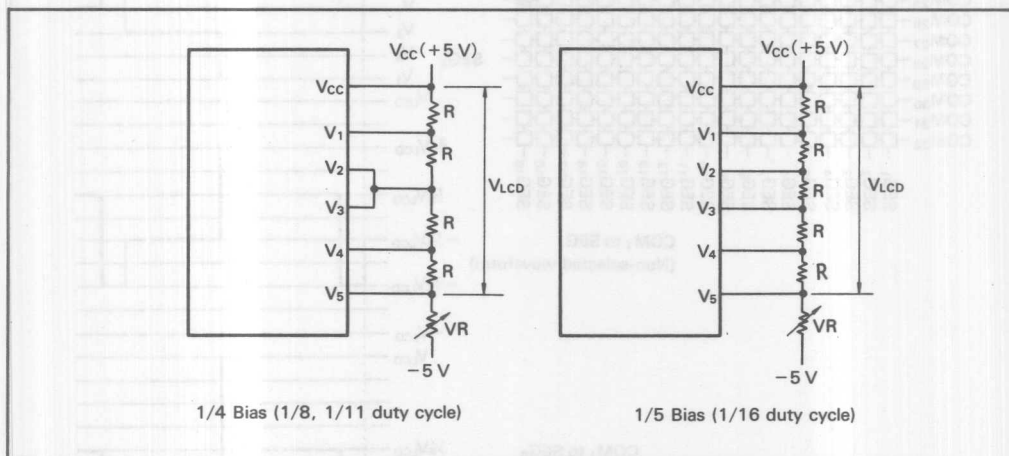 VCC (+5 V)
VCC
R
V1
R
V2
VLCD
V3
R
V4
R
V5
VR
−5 V
1/4 Bias (1/8, 1/11 duty cycle)
VCC (+5 V)
VCC
R
V1
R
V2
R
VLCD
V3
R
V4
R
V5
VR
−5 V
1/5 Bias (1/16 duty cycle)